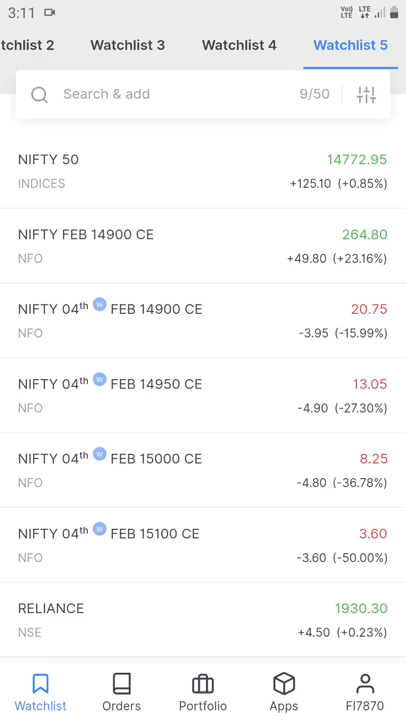 3:11
Vo)) LTE LTE
tchlist 2 Watchlist 3 Watchlist 4 Watchlist 5
Search & add 9/50
NIFTY 50 14772.95
INDICES +125.10 (+0.85%)
NIFTY FEB 14900 CE 264.80
NFO +49.80 (+23.16%)
NIFTY 04th W FEB 14900 CE 20.75
NFO -3.95 (-15.99%)
NIFTY 04th W FEB 14950 CE 13.05
NFO -4.90 (-27.30%)
NIFTY 04th W FEB 15000 CE 8.25
NFO -4.80 (-36.78%)
NIFTY 04th W FEB 15100 CE 3.60
NFO -3.60 (-50.00%)
RELIANCE 1930.30
NSE +4.50 (+0.23%)
Watchlist Orders Portfolio Apps FI7870